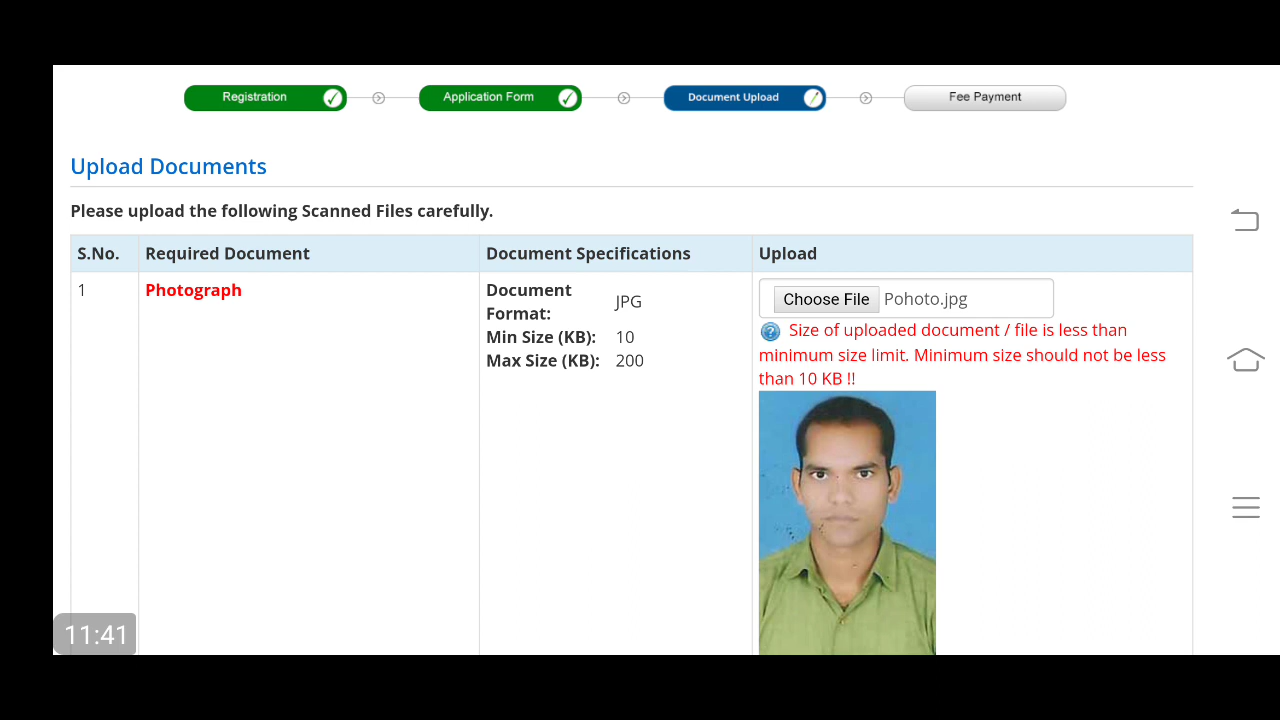 Registration Application Form Document Upload Fee Payment
Upload Documents
Please upload the following Scanned Files carefully.
S.No. Required Document Document Specifications Upload
1 Photograph Document Format: JPG
Min Size (KB): 10
Max Size (KB): 200
Choose File Pohoto.jpg
Size of uploaded document / file is less than
minimum size limit. Minimum size should not be less
than 10 KB !!
11:41